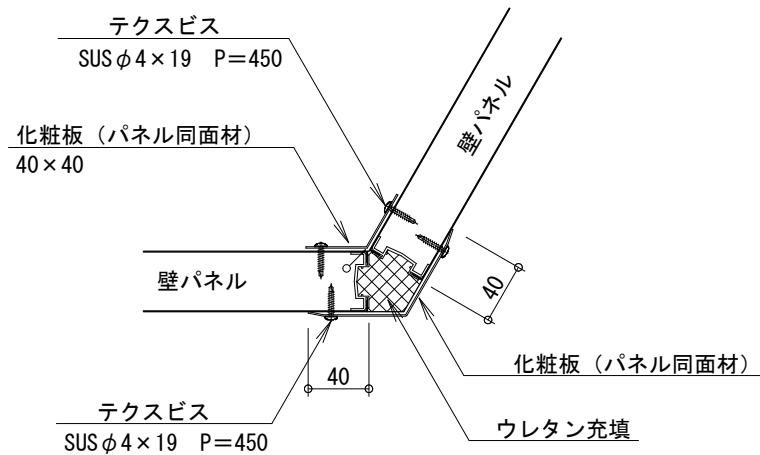 テクスビス
SUSφ4×19 P=450
化粧板（パネル同面材）
40×40
壁パネル
壁パネル
40
40
化粧板（パネル同面材）
テクスビス
SUSφ4×19 P=450
ウレタン充填